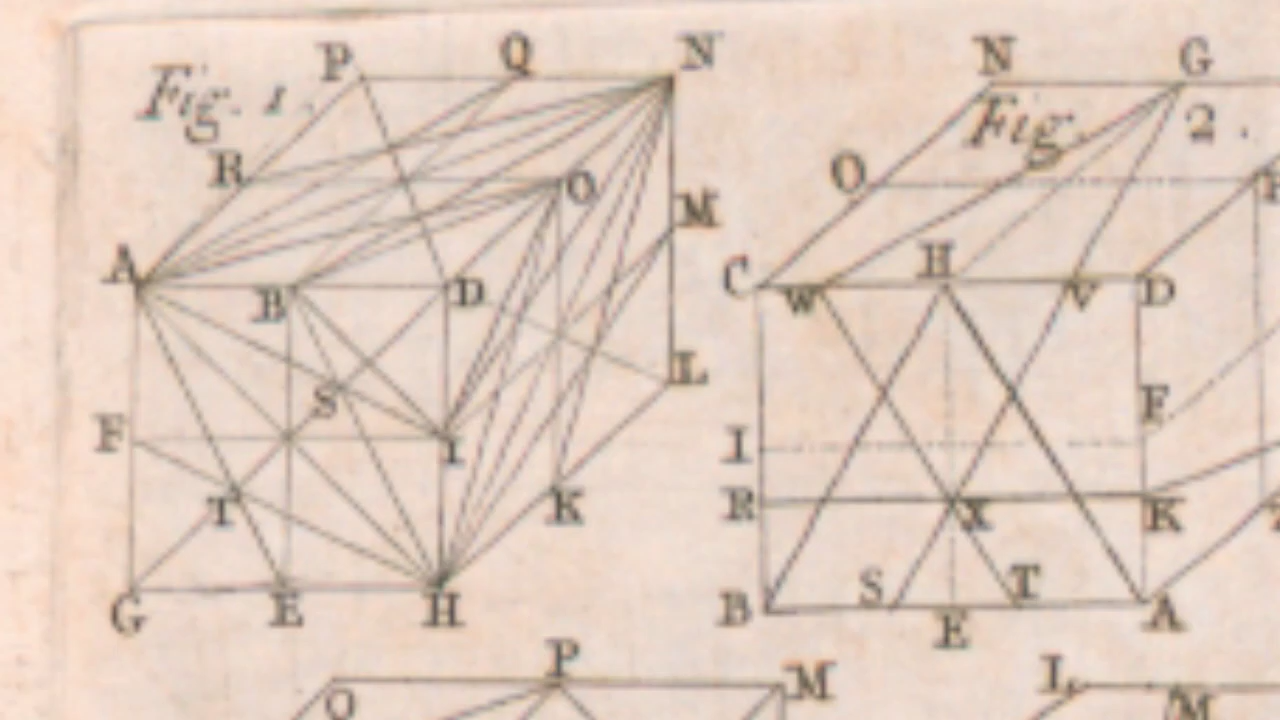 P Q N N G
Fig. 1. Fig. 2.
R O O
M
A B D C W H V D
S L F
F I I
T K R X K
S T
G E H B E A
P
Q M L M